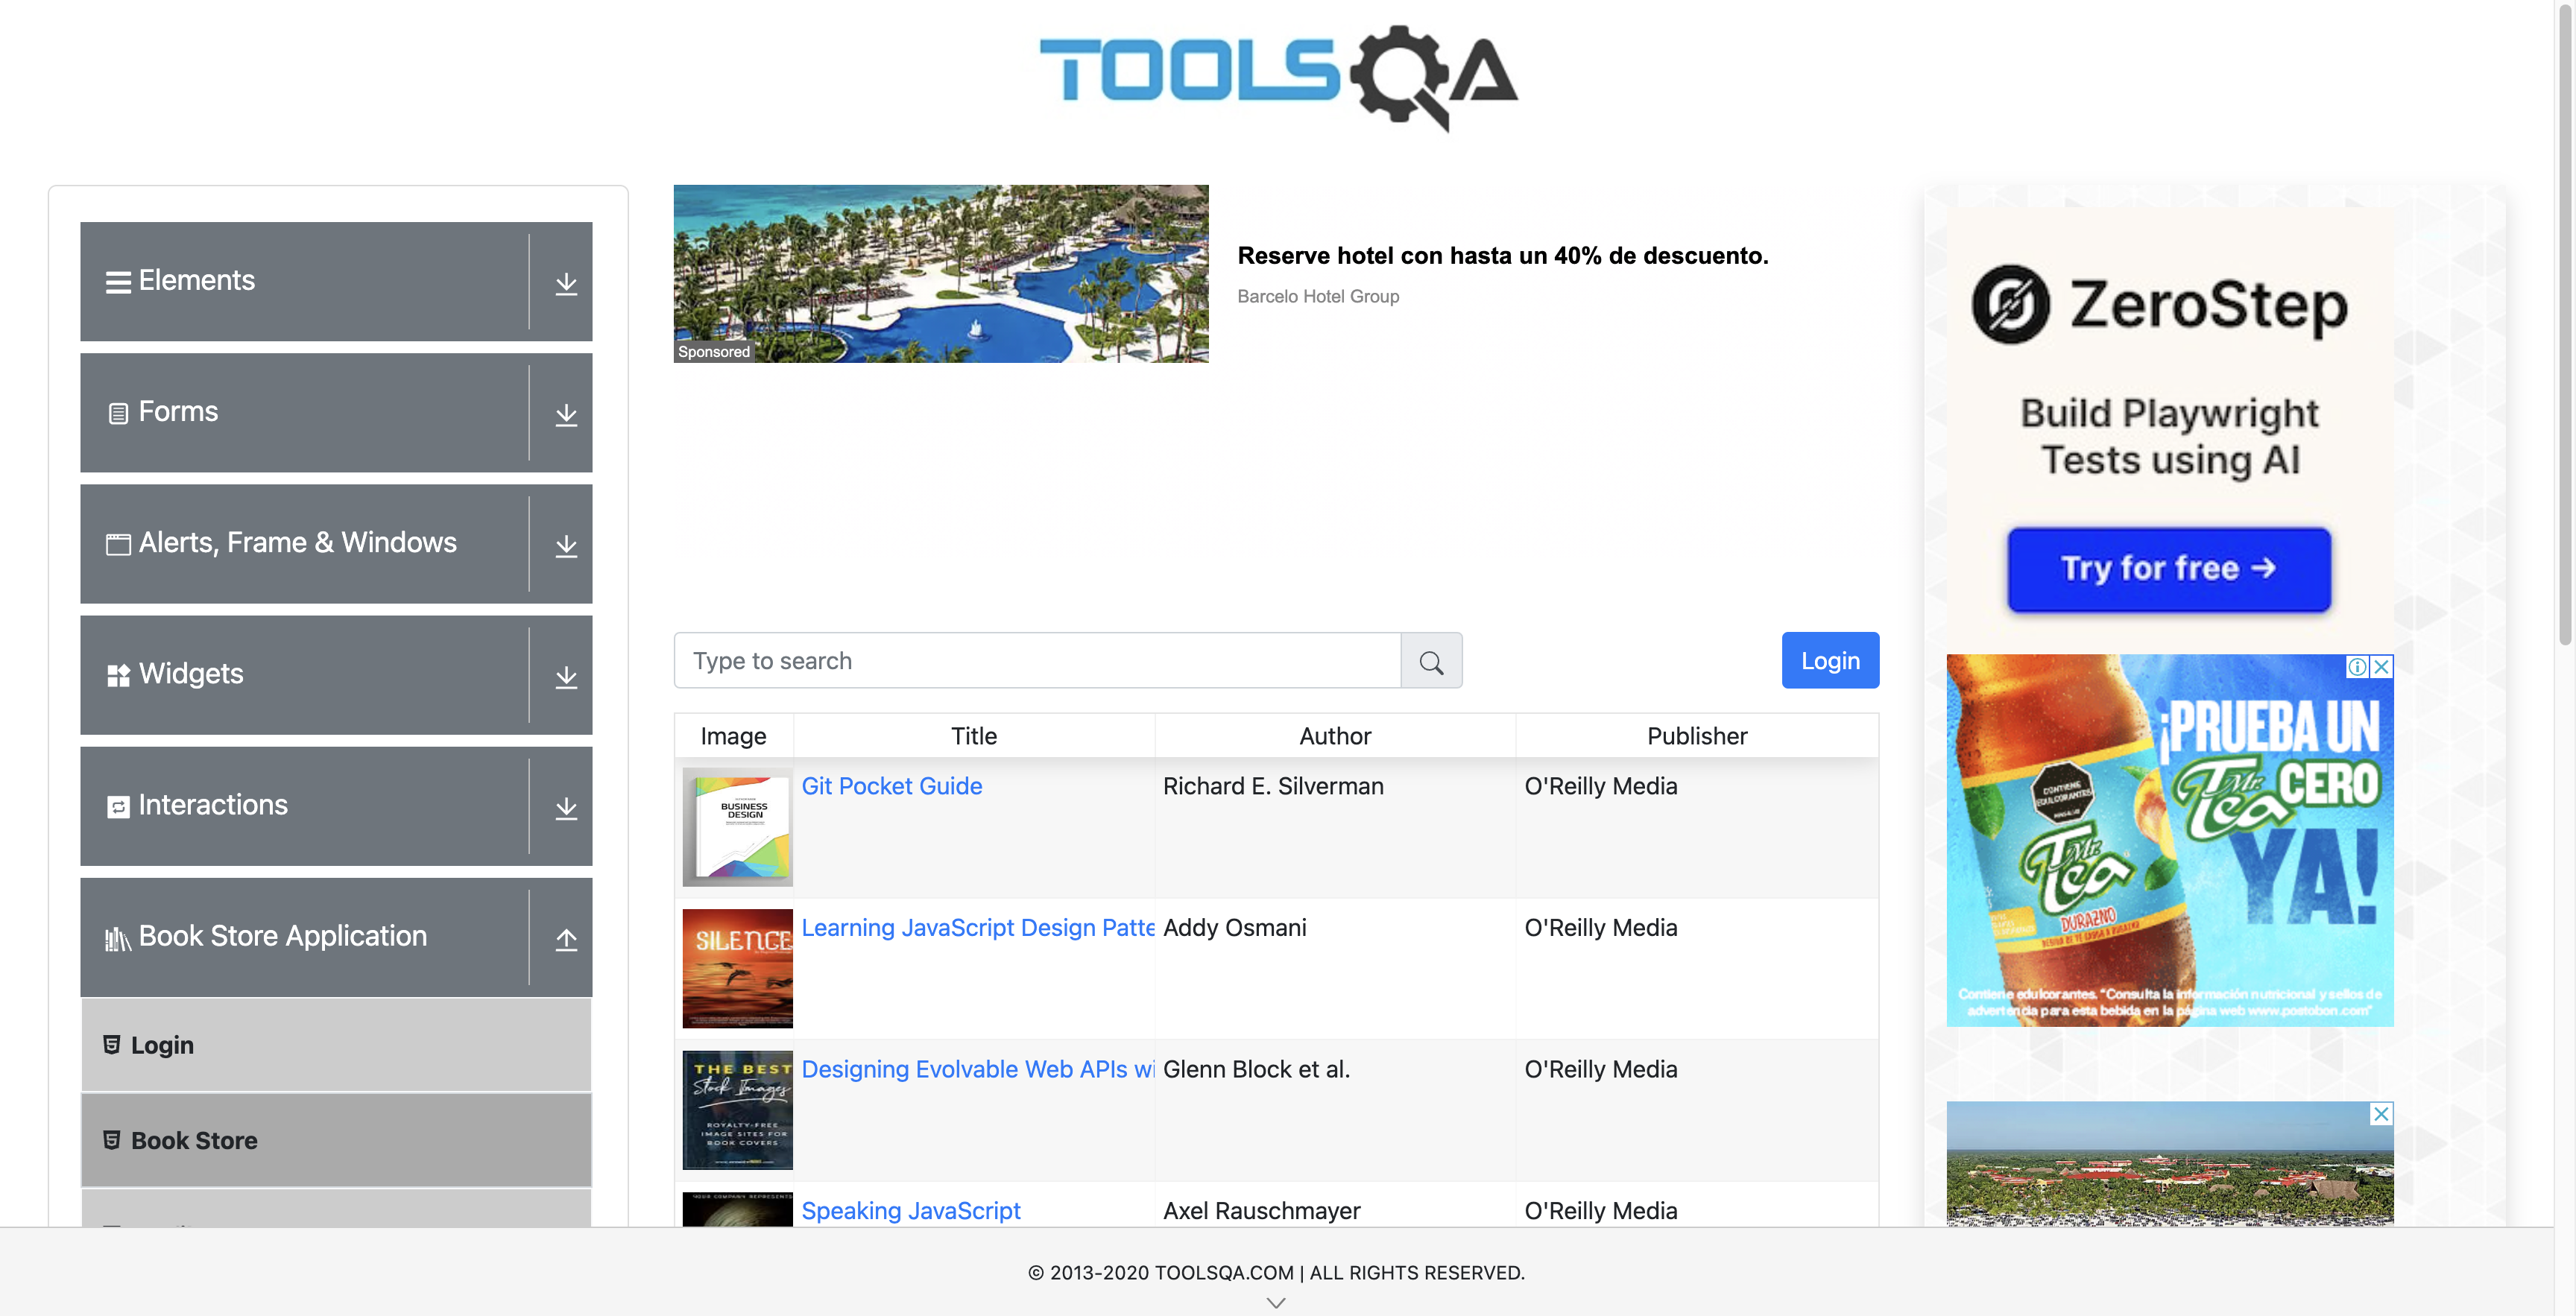 TOOLSQA
Elements
Forms
Alerts, Frame & Windows
Widgets
Interactions
Book Store Application
Login
Book Store
Sponsored
Reserve hotel con hasta un 40% de descuento.
Barcelo Hotel Group
Type to search
Login
Image Title Author Publisher
BUSINESS
DESIGN
Git Pocket Guide Richard E. Silverman O'Reilly Media
SILENCE
Learning JavaScript Design Patte Addy Osmani O'Reilly Media
THE BEST
Stock Images
ROYALTY-FREE
IMAGE SITES FOR
BOOK COVERS
Designing Evolvable Web APIs wi Glenn Block et al. O'Reilly Media
YOUR COMPANY REPRESENTS
Speaking JavaScript Axel Rauschmayer O'Reilly Media
ZeroStep
Build Playwright
Tests using AI
Try for free →
¡PRUEBA UN
Mr. Tea CERO
YA!
CONTIENE
EDULCORANTES
Mr. Tea
DURAZNO
Contiene edulcorantes. "Consulta la información nutricional y sellos de
advertencia para esta bebida en la página web www.postobon.com"
© 2013-2020 TOOLSQA.COM | ALL RIGHTS RESERVED.